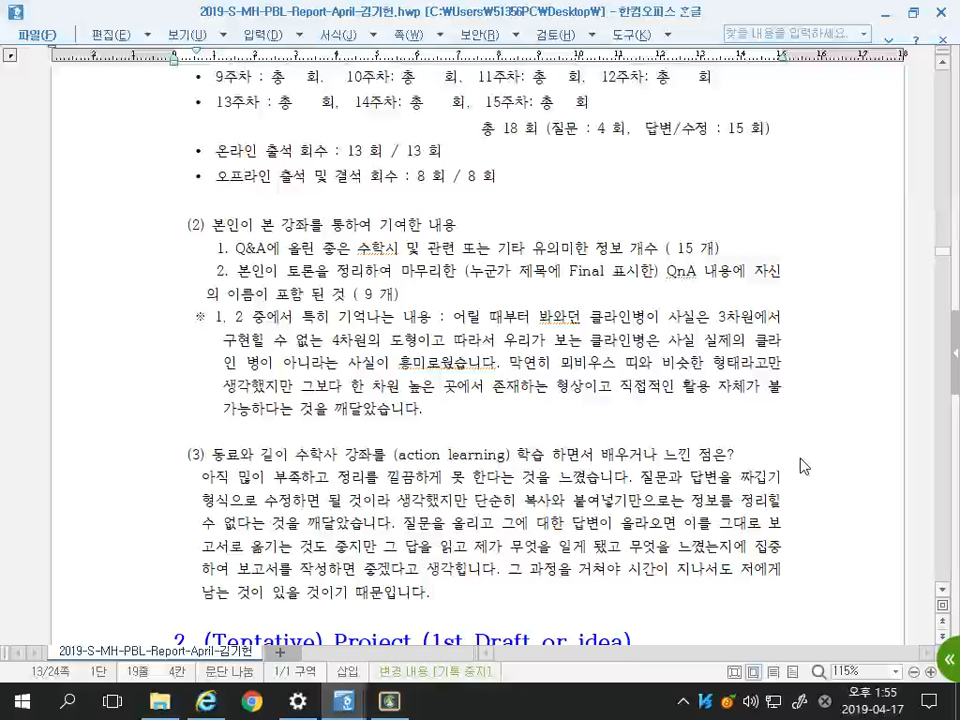 2019-S-MH-PBL-Report-April-김기현.hwp [C:₩Users₩51356PC₩Desktop₩] - 한컴오피스 흔글
파일(F) 편집(E) 보기(U) 입력(D) 서식(J) 쪽(W) 보안(R) 검토(H) 도구(K) 찾을 내용을 입력하세요.
• 9주차 : 총 회, 10주차: 총 회, 11주차: 총 회, 12주차: 총 회
• 13주차 : 총 회, 14주차: 총 회, 15주차: 총 회
총 18 회 (질문 : 4 회, 답변/수정 : 15 회)
• 온라인 출석 회수 : 13 회 / 13 회
• 오프라인 출석 및 결석 회수 : 8 회 / 8 회
(2) 본인이 본 강좌를 통하여 기여한 내용
1. Q&A에 올린 좋은 수학시 및 관련 또는 기타 유의미한 정보 개수 ( 15 개)
2. 본인이 토론을 정리하여 마무리한 (누군가 제목에 Final 표시한) QnA 내용에 자신
의 이름이 포함 된 것 ( 9 개)
※ 1, 2 중에서 특히 기억나는 내용 : 어릴 때부터 봐와던 클라인병이 사실은 3차원에서
구현할 수 없는 4차원의 도형이고 따라서 우리가 보는 클라인병은 사실 실제의 클라
인 병이 아니라는 사실이 흥미로웠습니다. 막연히 뫼비우스 띠와 비슷한 형태라고만
생각했지만 그보다 한 차원 높은 곳에서 존재하는 형상이고 직접적인 활용 자체가 불
가능하다는 것을 깨달았습니다.
(3) 동료와 같이 수학사 강좌를 (action learning) 학습 하면서 배우거나 느낀 점은?
아직 많이 부족하고 정리를 깔끔하게 못 한다는 것을 느꼈습니다. 질문과 답변을 짜깁기
형식으로 수정하면 될 것이라 생각했지만 단순히 복사와 붙여넣기만으로는 정보를 정리할
수 없다는 것을 깨달았습니다. 질문을 올리고 그에 대한 답변이 올라오면 이를 그대로 보
고서로 옮기는 것도 좋지만 그 답을 읽고 제가 무엇을 알게 됐고 무엇을 느꼈는지에 집중
하여 보고서를 작성하면 좋겠다고 생각합니다. 그 과정을 거쳐야 시간이 지나서도 저에게
남는 것이 있을 것이기 때문입니다.
2. (Tentative) Project (1st Draft or idea)
2019-S-MH-PBL-Report-April-김기현
13/24쪽 1단 19줄 4칸 문단 나눔 1/1 구역 삽입 변경 내용 [기록 중지] 115%
오후 1:55
2019-04-17